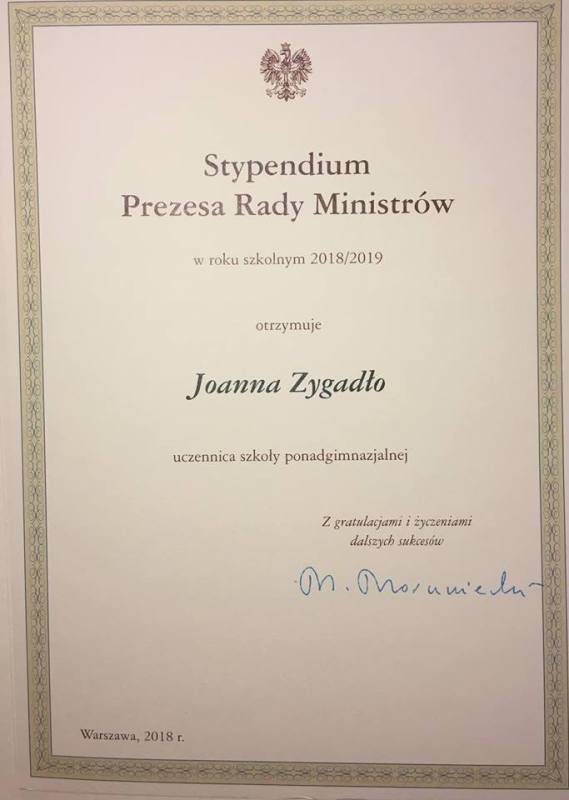 Stypendium
Prezesa Rady Ministrów
w roku szkolnym 2018/2019
otrzymuje
Joanna Zygadło
uczennica szkoły ponadgimnazjalnej
Z gratulacjami i życzeniami
dalszych sukcesów
M. Morawiecki
Warszawa, 2018 r.